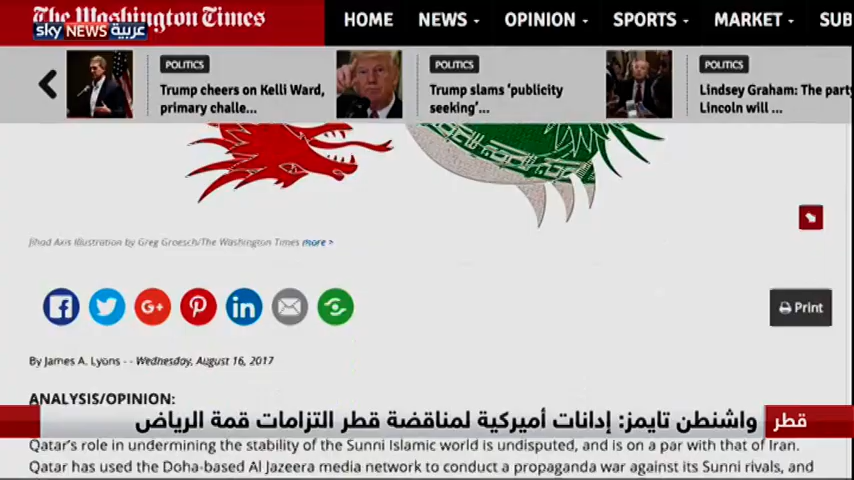 The Washington Times
sky NEWS عربية
HOME NEWS OPINION SPORTS MARKET SUB
POLITICS
Trump cheers on Kelli Ward,
primary challe...
POLITICS
Trump slams ‘publicity
seeking’...
POLITICS
Lindsey Graham: The party
Lincoln will ...
Jihad Axis Illustration by Greg Groesch/The Washington Times more >
Print
By James A. Lyons - - Wednesday, August 16, 2017
ANALYSIS/OPINION:
قطر
واشنطن تايمز: إدانات أميركية لمناقضة قطر التزامات قمة الرياض
Qatar’s role in undermining the stability of the Sunni Islamic world is undisputed, and is on a par with that of Iran.
Qatar has used the Doha-based Al Jazeera media network to conduct a propaganda war against its Sunni rivals, and